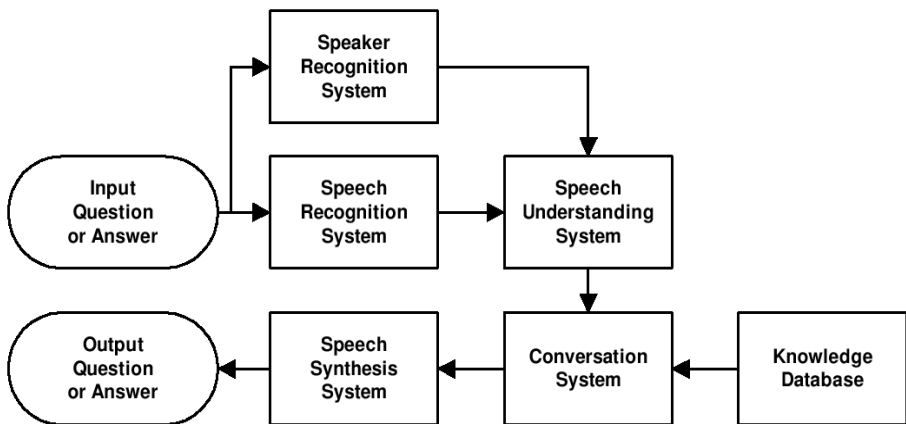 Speaker
Recognition
System
Input
Question
or Answer
Speech
Recognition
System
Speech
Understanding
System
Output
Question
or Answer
Speech
Synthesis
System
Conversation
System
Knowledge
Database